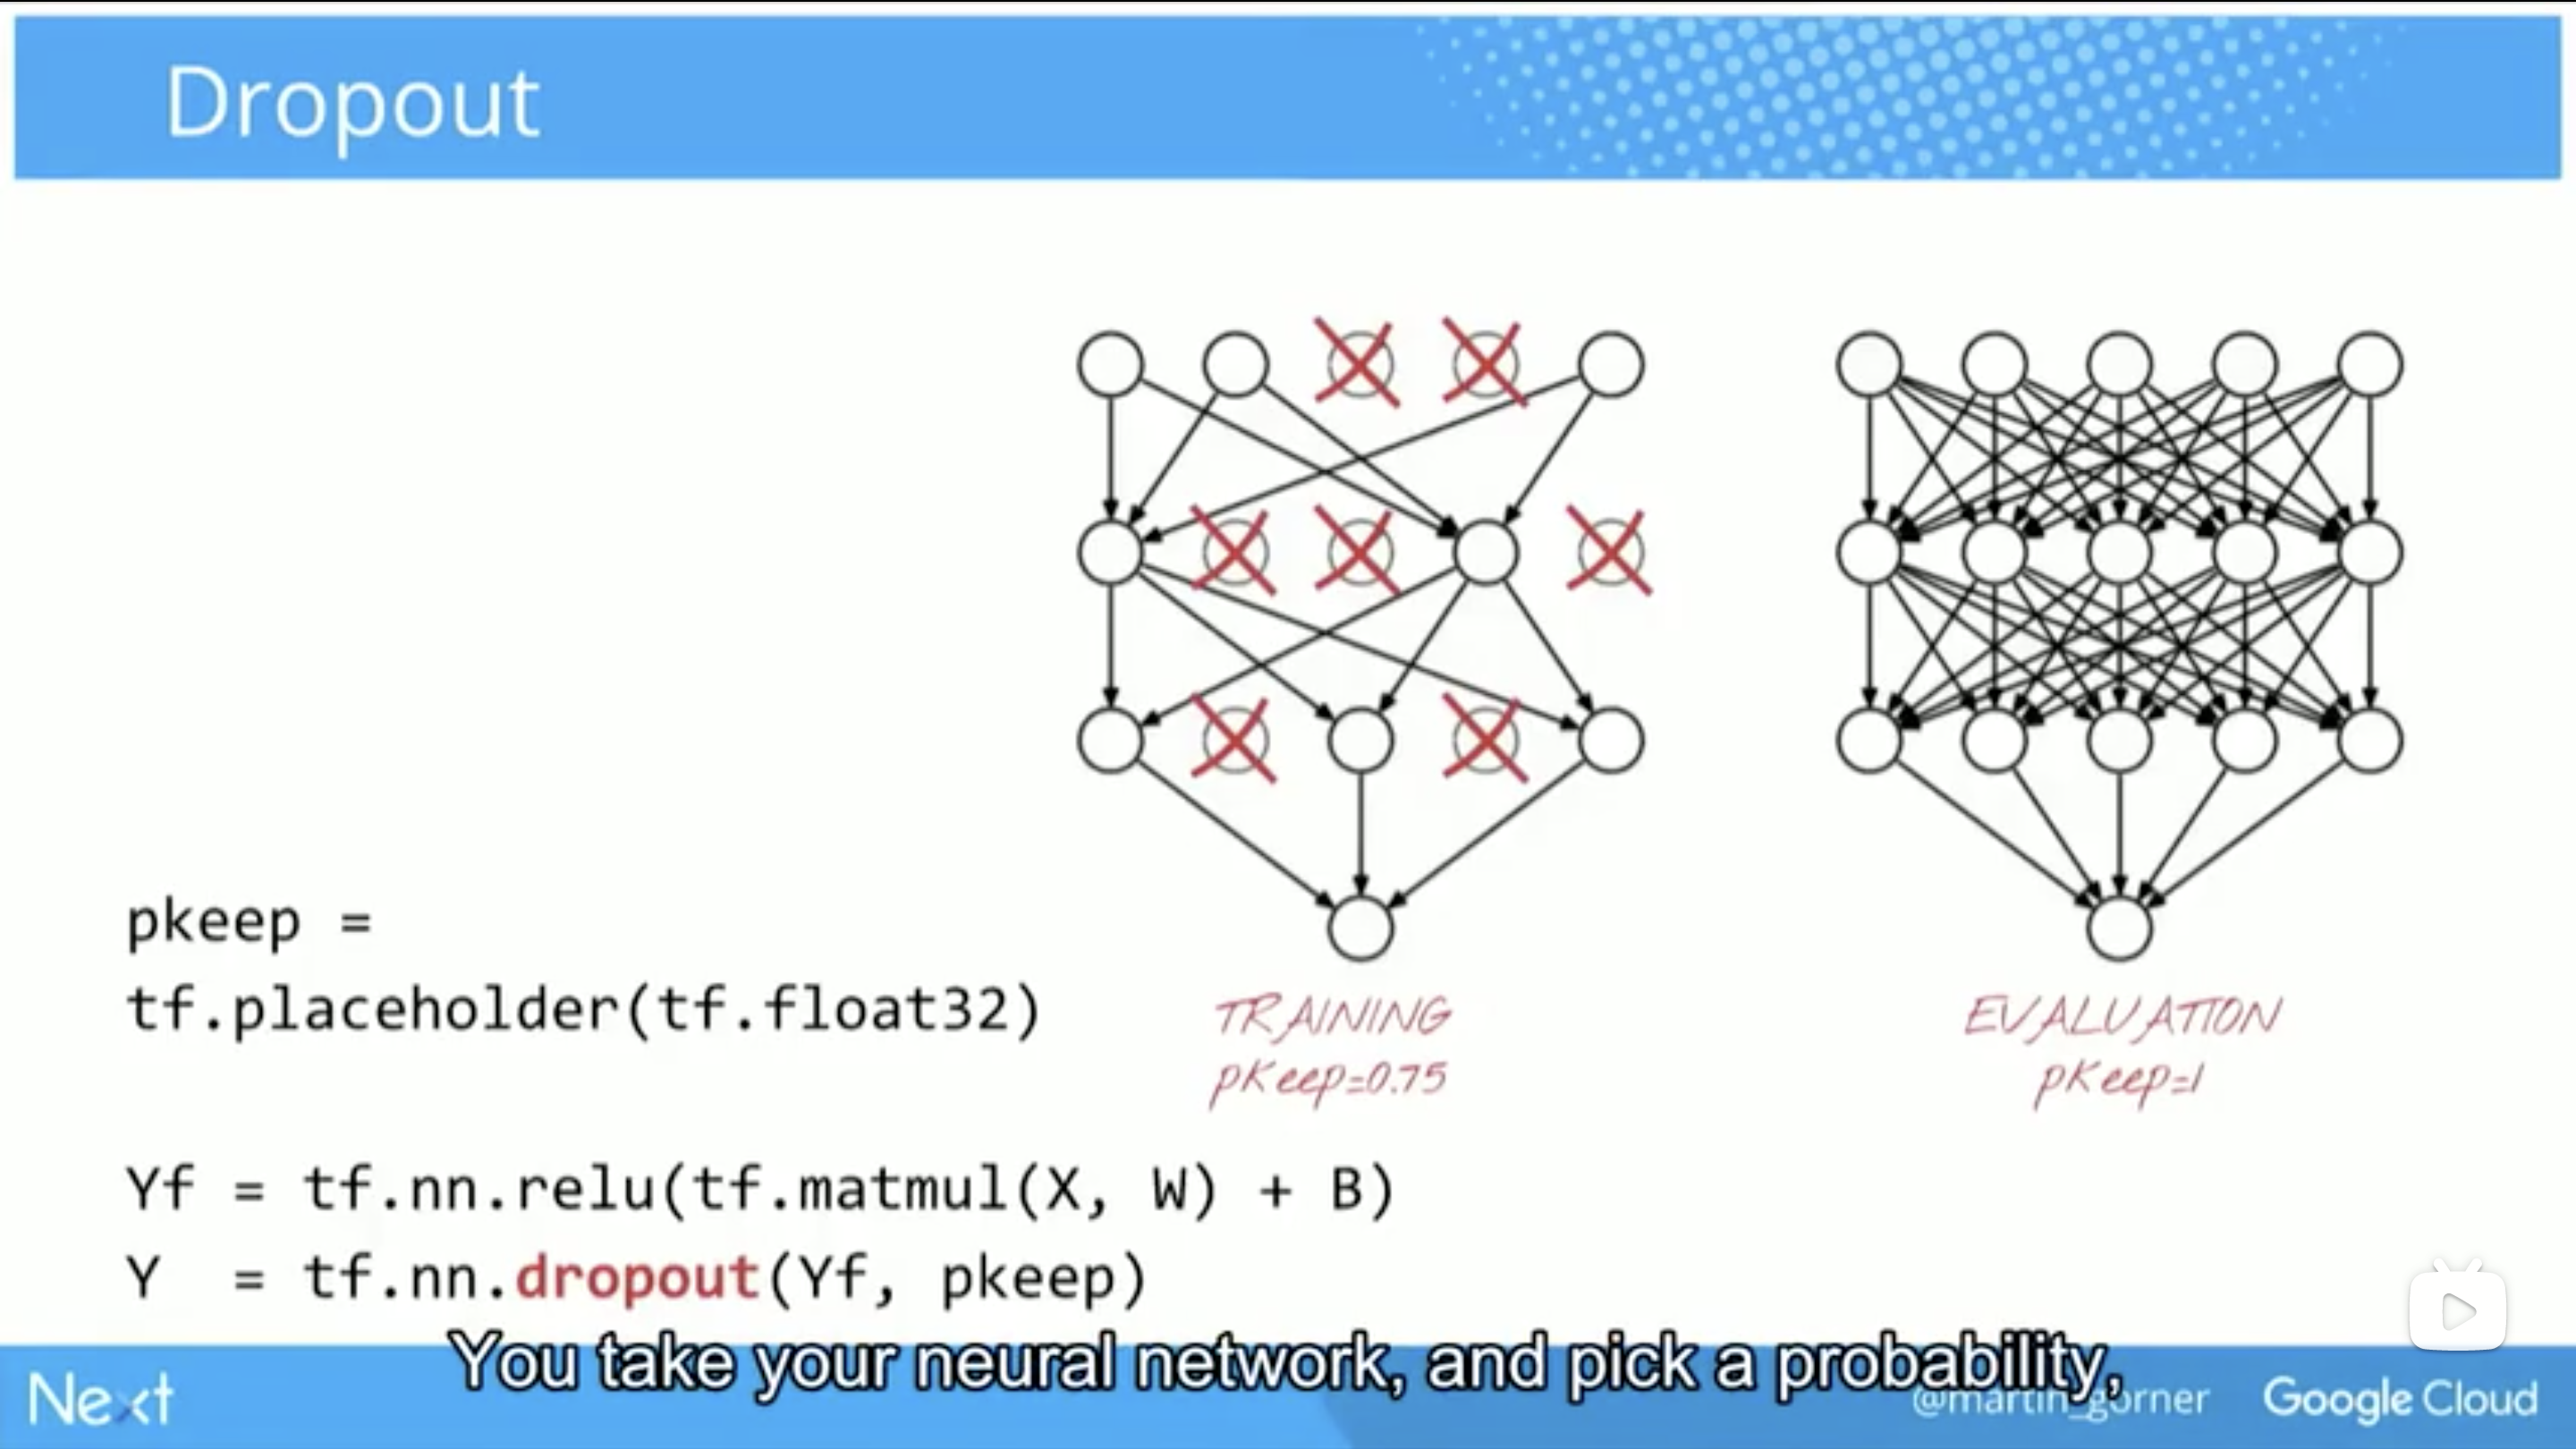 Dropout
pkeep =
tf.placeholder(tf.float32)
TRAINING
pkeep=0.75
EVALUATION
pkeep=1
Yf = tf.nn.relu(tf.matmul(X, W) + B)
Y = tf.nn.dropout(Yf, pkeep)
You take your neural network, and pick a probability,
Next
@martin_gorner
Google Cloud